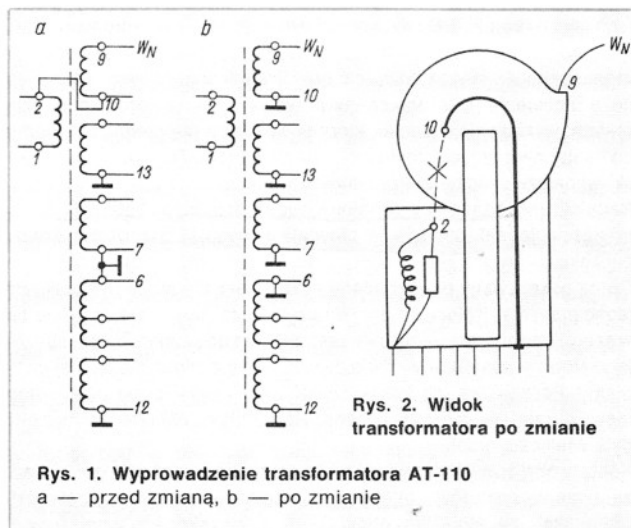 a
9
W_N
2
10
1
13
7
6
12
b
9
W_N
2
10
1
13
7
6
12
W_N
9
10
2
Rys. 2. Widok
transformatora po zmianie
Rys. 1. Wyprowadzenie transformatora AT-110
a — przed zmianą, b — po zmianie